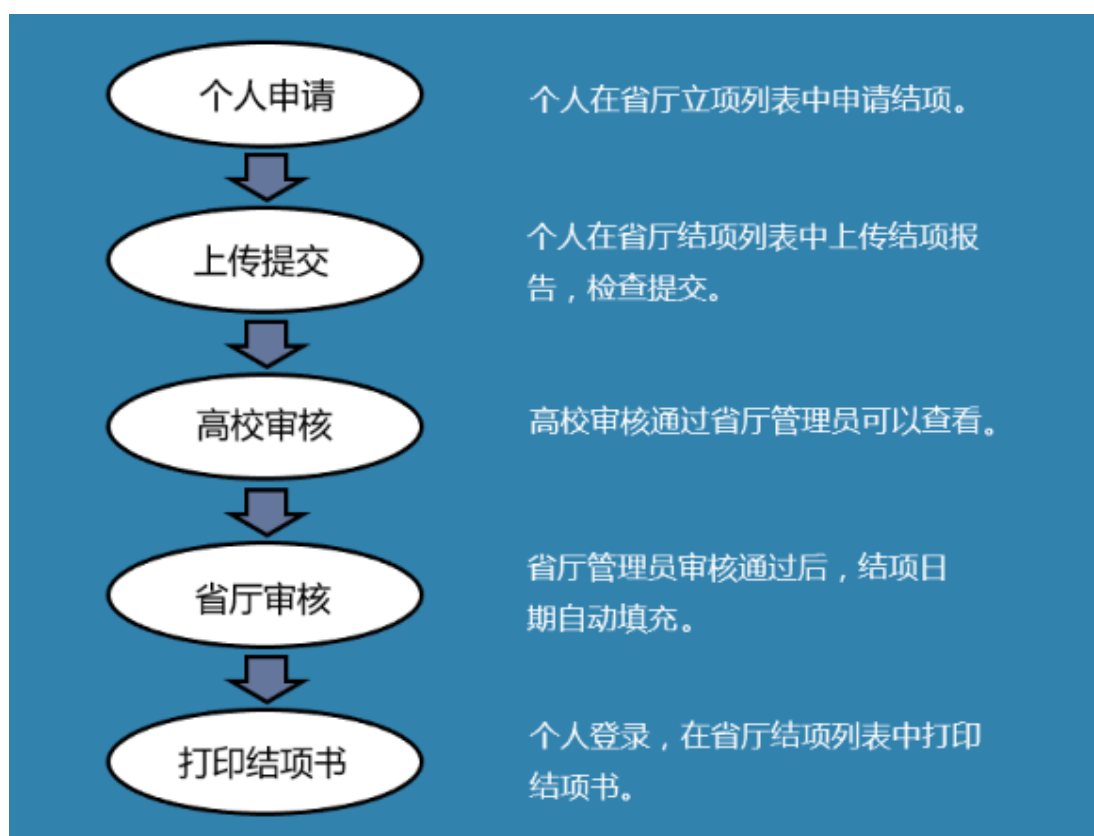 个人申请
个人在省厅立项列表中申请结项。
上传提交
个人在省厅结项列表中上传结项报
告，检查提交。
高校审核
高校审核通过省厅管理员可以查看。
省厅审核
省厅管理员审核通过后，结项日
期自动填充。
打印结项书
个人登录，在省厅结项列表中打印
结项书。